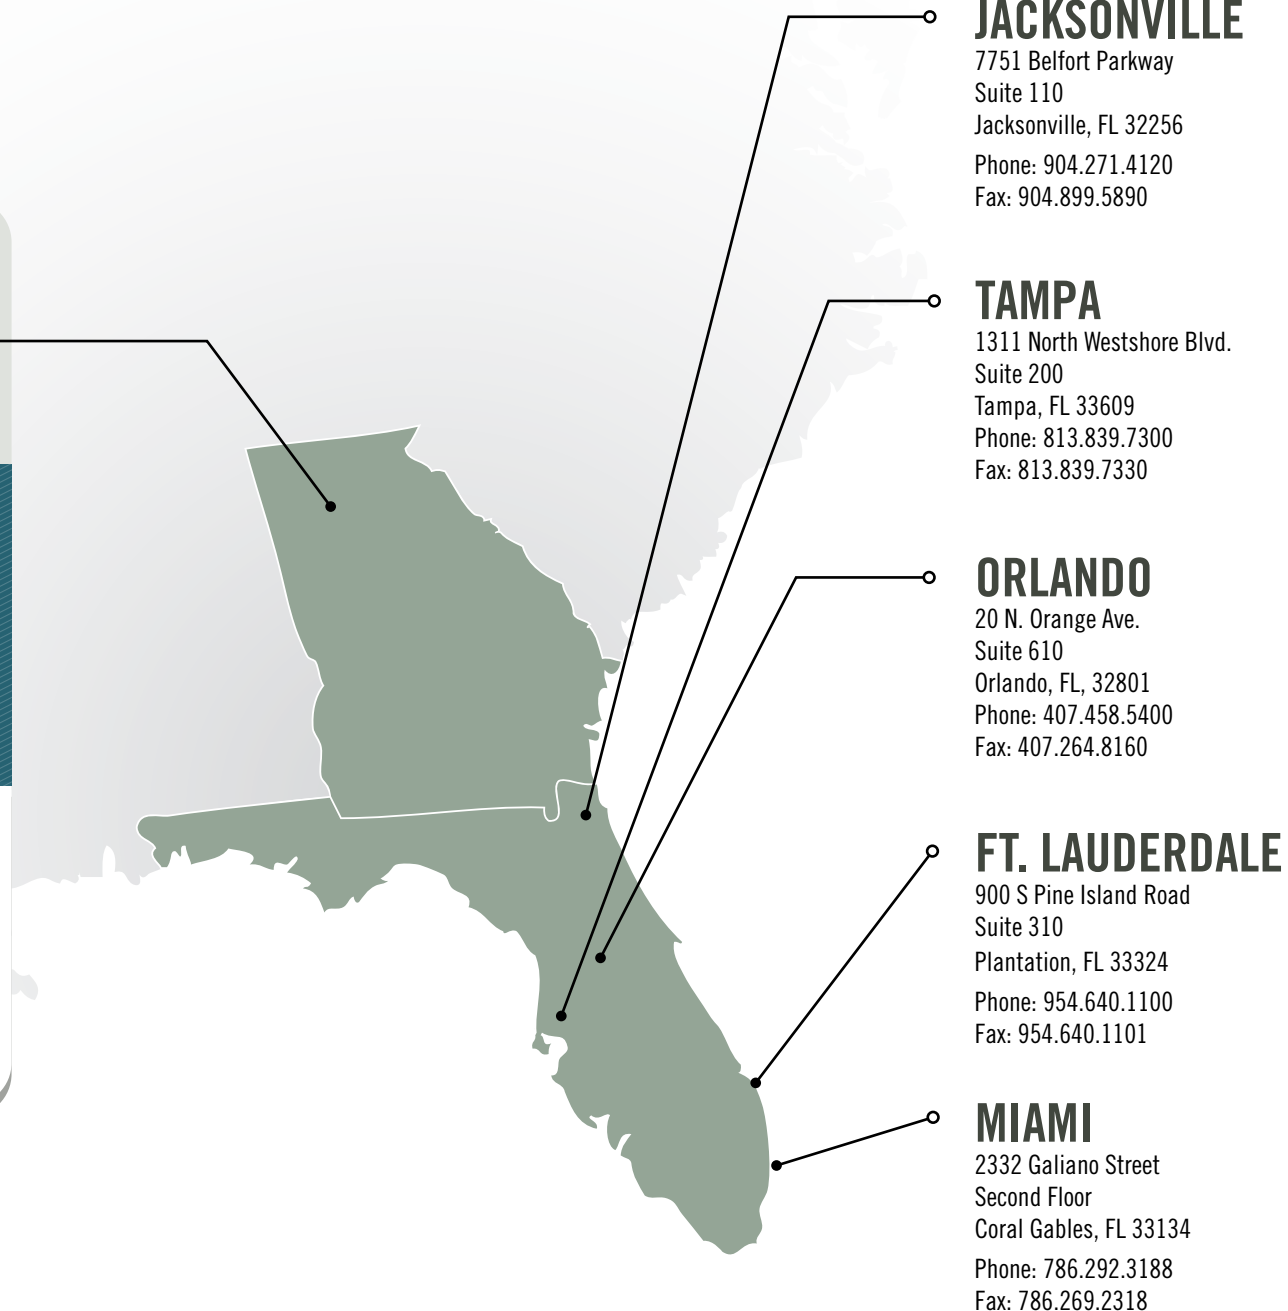 JACKSONVILLE
7751 Belfort Parkway
Suite 110
Jacksonville, FL 32256
Phone: 904.271.4120
Fax: 904.899.5890
TAMPA
1311 North Westshore Blvd.
Suite 200
Tampa, FL 33609
Phone: 813.839.7300
Fax: 813.839.7330
ORLANDO
20 N. Orange Ave.
Suite 610
Orlando, FL, 32801
Phone: 407.458.5400
Fax: 407.264.8160
FT. LAUDERDALE
900 S Pine Island Road
Suite 310
Plantation, FL 33324
Phone: 954.640.1100
Fax: 954.640.1101
MIAMI
2332 Galiano Street
Second Floor
Coral Gables, FL 33134
Phone: 786.292.3188
Fax: 786.269.2318